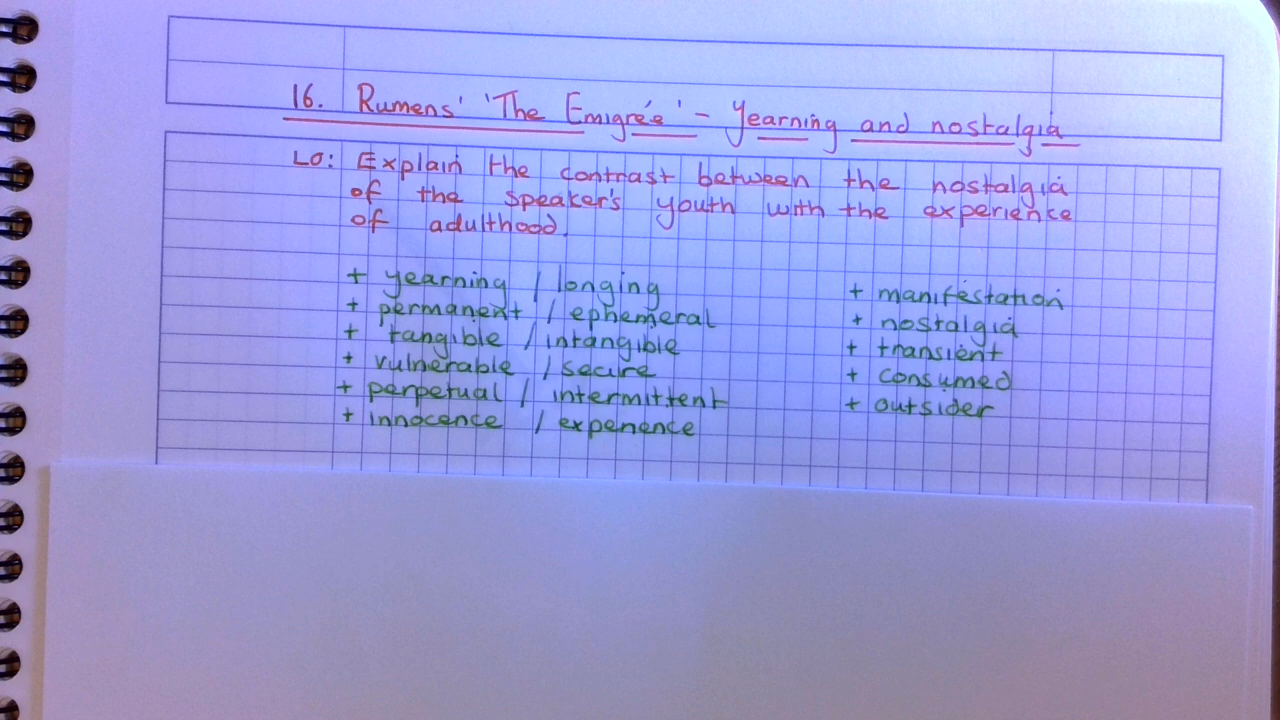 16. Rumens' 'The Emigrée' - Yearning and nostalgia
LO: Explain the contrast between the nostalgia
of the speaker's youth with the experience
of adulthood.
+ yearning / longing
+ permanent / ephemeral
+ tangible / intangible
+ vulnerable / secure
+ perpetual / intermittent
+ innocence / experience
+ manifestation
+ nostalgia
+ transient
+ consumed
+ outsider